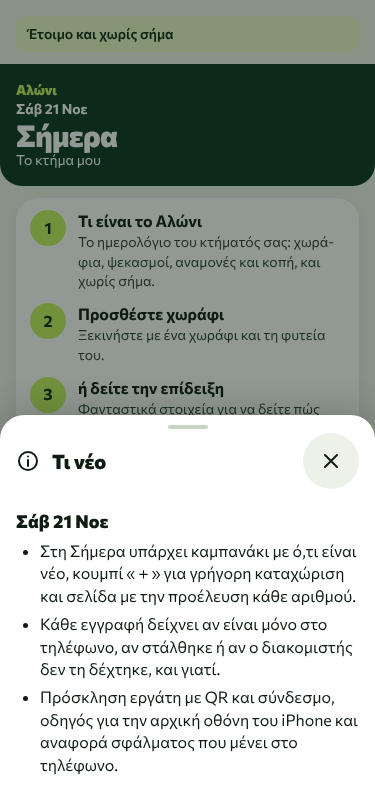 Έτοιμο και χωρίς σήμα
Αλώνι
Σάβ 21 Νοε
Σήμερα
Το κτήμα μου
1
Τι είναι το Αλώνι
Το ημερολόγιο του κτήματός σας: χωρά-
φια, ψεκασμοί, αναμονές και κοπή, και
χωρίς σήμα.
2
Προσθέστε χωράφι
Ξεκινήστε με ένα χωράφι και τη φυτεία
του.
3
ή δείτε την επίδειξη
Φανταστικά στοιχεία για να δείτε πώς
Τι νέο
Σάβ 21 Νοε
• Στη Σήμερα υπάρχει καμπανάκι με ό,τι είναι
νέο, κουμπί « + » για γρήγορη καταχώριση
και σελίδα με την προέλευση κάθε αριθμού.
• Κάθε εγγραφή δείχνει αν είναι μόνο στο
τηλέφωνο, αν στάλθηκε ή αν ο διακομιστής
δεν τη δέχτηκε, και γιατί.
• Πρόσκληση εργάτη με QR και σύνδεσμο,
οδηγός για την αρχική οθόνη του iPhone και
αναφορά σφάλματος που μένει στο
τηλέφωνο.